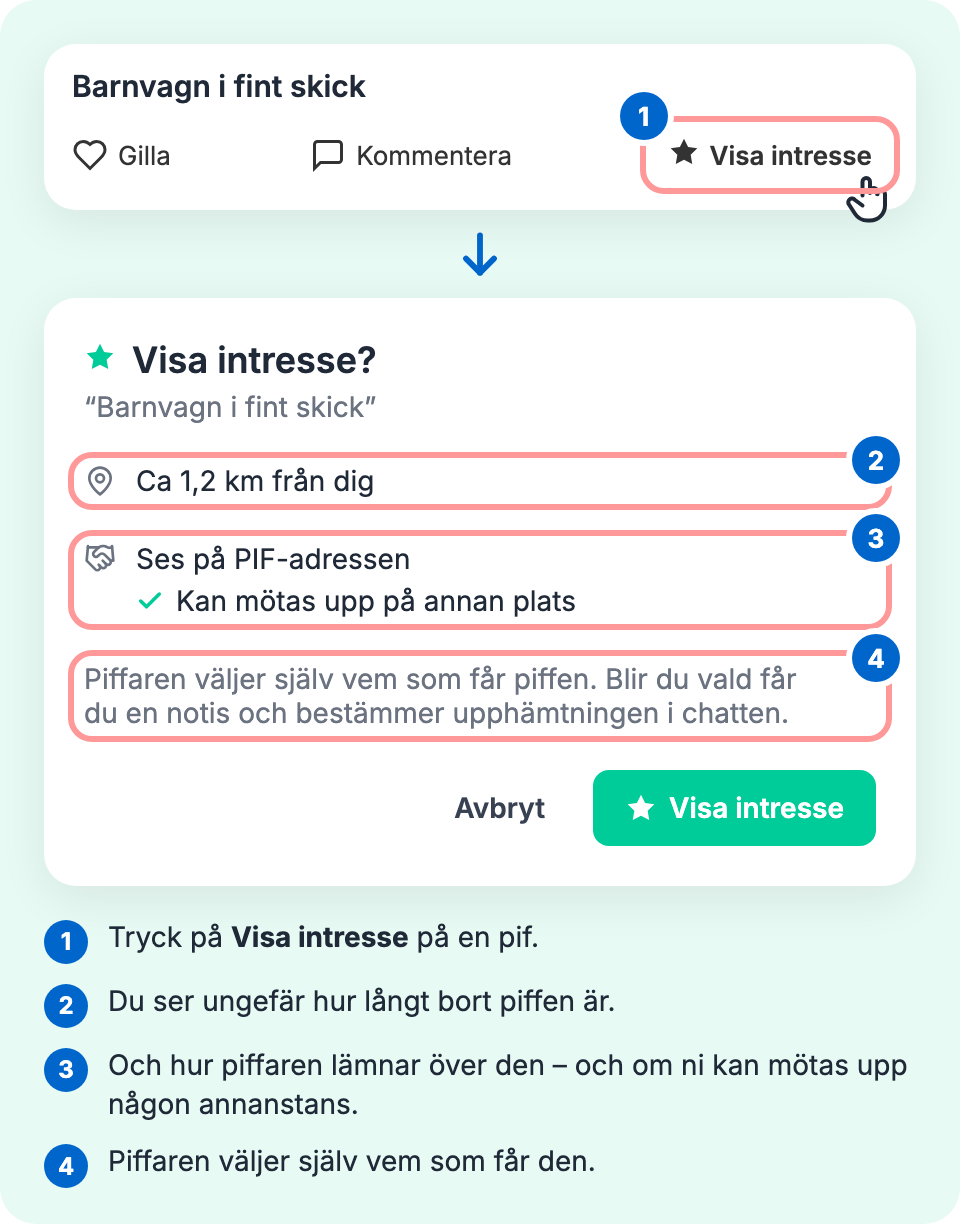 Barnvagn i fint skick
Gilla
Kommentera
1
Visa intresse
Visa intresse?
“Barnvagn i fint skick”
2
Ca 1,2 km från dig
3
Ses på PIF-adressen
Kan mötas upp på annan plats
4
Piffaren väljer själv vem som får piffen. Blir du vald får
du en notis och bestämmer upphämtningen i chatten.
Avbryt
Visa intresse
1 Tryck på Visa intresse på en pif.
2 Du ser ungefär hur långt bort piffen är.
3 Och hur piffaren lämnar över den – och om ni kan mötas upp
någon annanstans.
4 Piffaren väljer själv vem som får den.